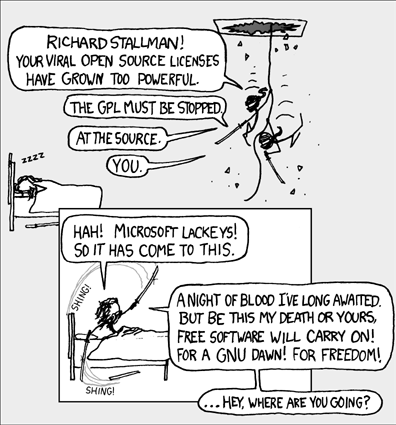 RICHARD STALLMAN!
YOUR VIRAL OPEN SOURCE LICENSES
HAVE GROWN TOO POWERFUL.
THE GPL MUST BE STOPPED.
AT THE SOURCE.
YOU.
ZZZZ
HAH! MICROSOFT LACKEYS!
SO IT HAS COME TO THIS.
SHING!
A NIGHT OF BLOOD I'VE LONG AWAITED.
BUT BE THIS MY DEATH OR YOURS,
FREE SOFTWARE WILL CARRY ON!
FOR A GNU DAWN! FOR FREEDOM!
SHING!
...HEY, WHERE ARE YOU GOING?